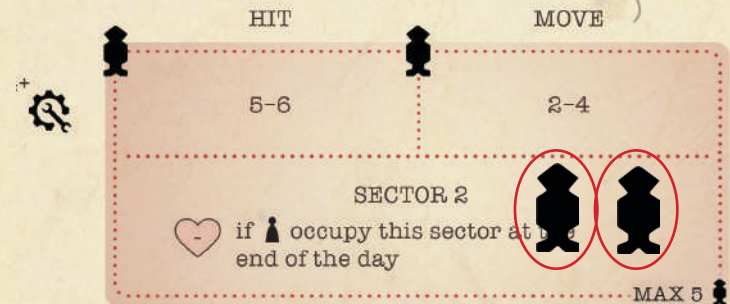 HIT MOVE
5-6 2-4
SECTOR 2
- if occupy this sector at the
end of the day
MAX 5